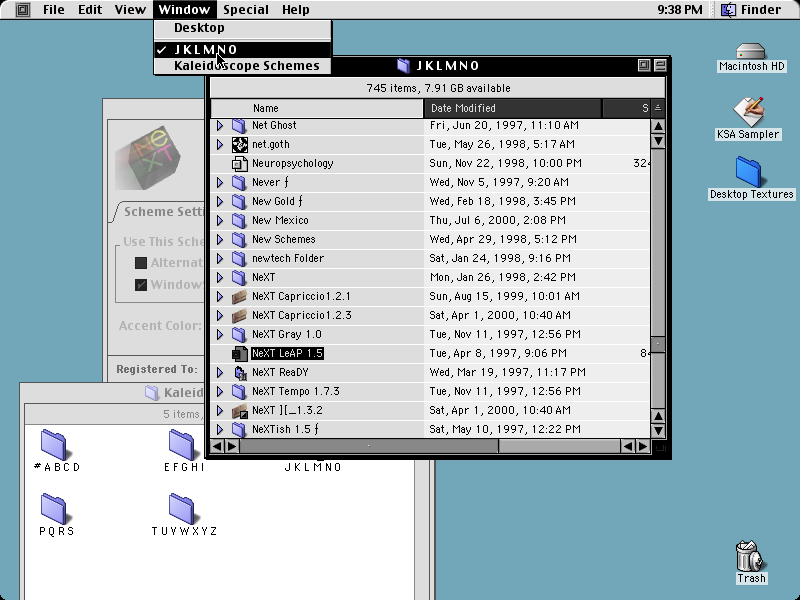 File Edit View Window Special Help 9:38 PM Finder
Desktop
✓ JKLMNO
Kaleidoscope Schemes
JKLMNO
745 items, 7.91 GB available
Name Date Modified S
Net Ghost Fri, Jun 20, 1997, 11:10 AM
net.goth Tue, May 26, 1998, 5:17 AM
Neuropsychology Sun, Nov 22, 1998, 10:00 PM 324
Never ƒ Wed, Nov 5, 1997, 9:20 AM
New Gold ƒ Wed, Feb 18, 1998, 3:45 PM
New Mexico Thu, Jul 6, 2000, 2:08 PM
New Schemes Wed, Apr 29, 1998, 5:12 PM
newtech Folder Sat, Jan 24, 1998, 9:16 PM
NeXT Mon, Jan 26, 1998, 2:42 PM
NeXT Capriccio1.2.1 Sun, Aug 15, 1999, 10:01 AM
NeXT Capriccio1.2.3 Sat, Apr 1, 2000, 10:40 AM
NeXT Gray 1.0 Tue, Nov 11, 1997, 12:56 PM
NeXT LeAP 1.5 Tue, Apr 8, 1997, 9:06 PM 84
NeXT ReaDY Wed, Mar 19, 1997, 11:17 PM
NeXT Tempo 1.7.3 Tue, Nov 11, 1997, 12:56 PM
NeXT ][_1.3.2 Sat, Apr 1, 2000, 10:40 AM
NeXTish 1.5 ƒ Sat, May 10, 1997, 12:22 PM
NeXT
Scheme Setti
Use This Sche
Alternat
Window
Accent Color:
Registered To:
Kaleid
5 items,
#ABCD
EFGHI
JKLMNO
PQRS
TUVWXYZ
Macintosh HD
KSA Sampler
Desktop Textures
Trash